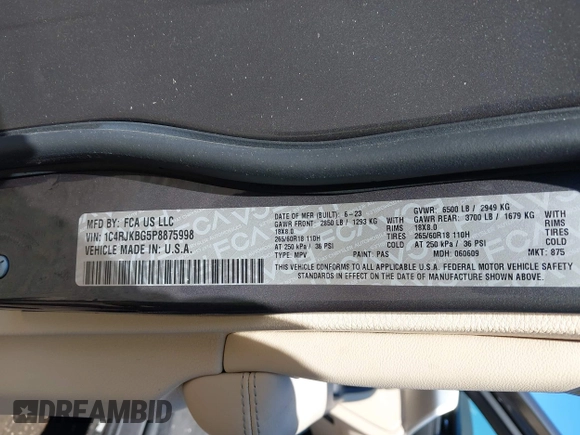 MFD BY: FCA US LLC
VIN: 1C4RJKBG5P8875998
VEHICLE MADE IN: U.S.A.
DATE OF MFR (BUILT): 6-23
GVWR: 6500 LB / 2949 KG
GAWR FRONT: 2850 LB / 1293 KG WITH
GAWR REAR: 3700 LB / 1679 KG WITH
18X8.0 RIMS
18X8.0 RIMS
265/60R18 110H TIRES
265/60R18 110H TIRES
AT 250 kPa / 36 PSI COLD
AT 250 kPa / 36 PSI COLD
TYPE: MPV PAINT: PAS MDH: 060609 MKT: 875
THIS VEHICLE CONFORMS TO ALL APPLICABLE U.S.A. FEDERAL MOTOR VEHICLE SAFETY
STANDARDS IN EFFECT ON THE DATE OF MANUFACTURE SHOWN ABOVE.
DREAMBID